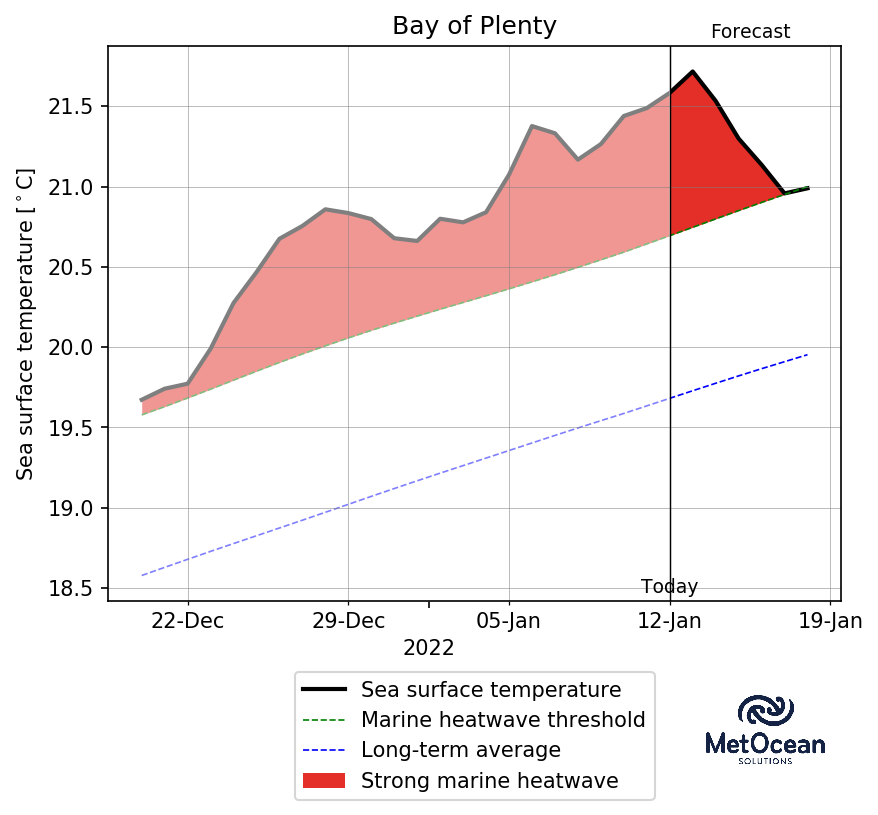 Bay of Plenty
Forecast
Sea surface temperature [°C]
21.5
21.0
20.5
20.0
19.5
19.0
18.5
Today
22-Dec
29-Dec
05-Jan
12-Jan
19-Jan
2022
Sea surface temperature
Marine heatwave threshold
Long-term average
Strong marine heatwave
MetOcean
SOLUTIONS